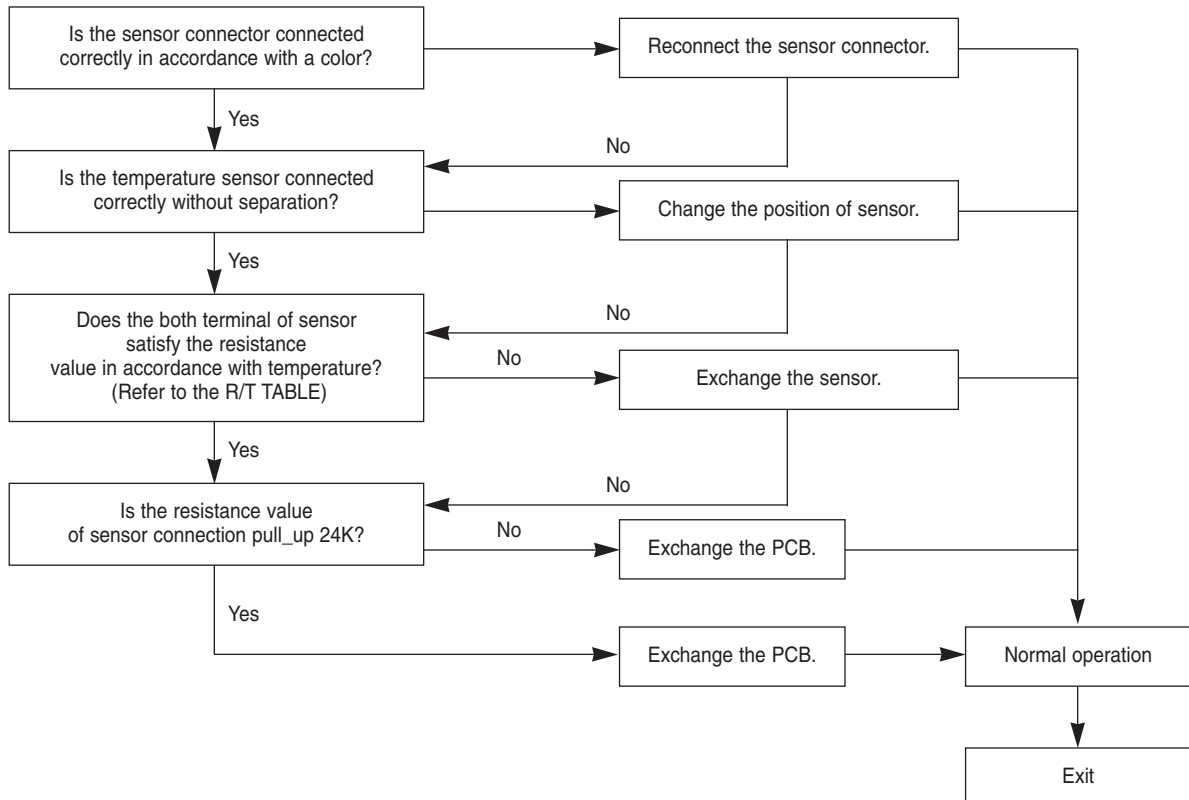 Is the sensor connector connected
correctly in accordance with a color?
Reconnect the sensor connector.
Yes
No
Is the temperature sensor connected
correctly without separation?
Change the position of sensor.
Yes
No
Does the both terminal of sensor
satisfy the resistance
value in accordance with temperature?
(Refer to the R/T TABLE)
No
Exchange the sensor.
Yes
No
Is the resistance value
of sensor connection pull_up 24K?
No
Exchange the PCB.
Yes
Exchange the PCB.
Normal operation
Exit